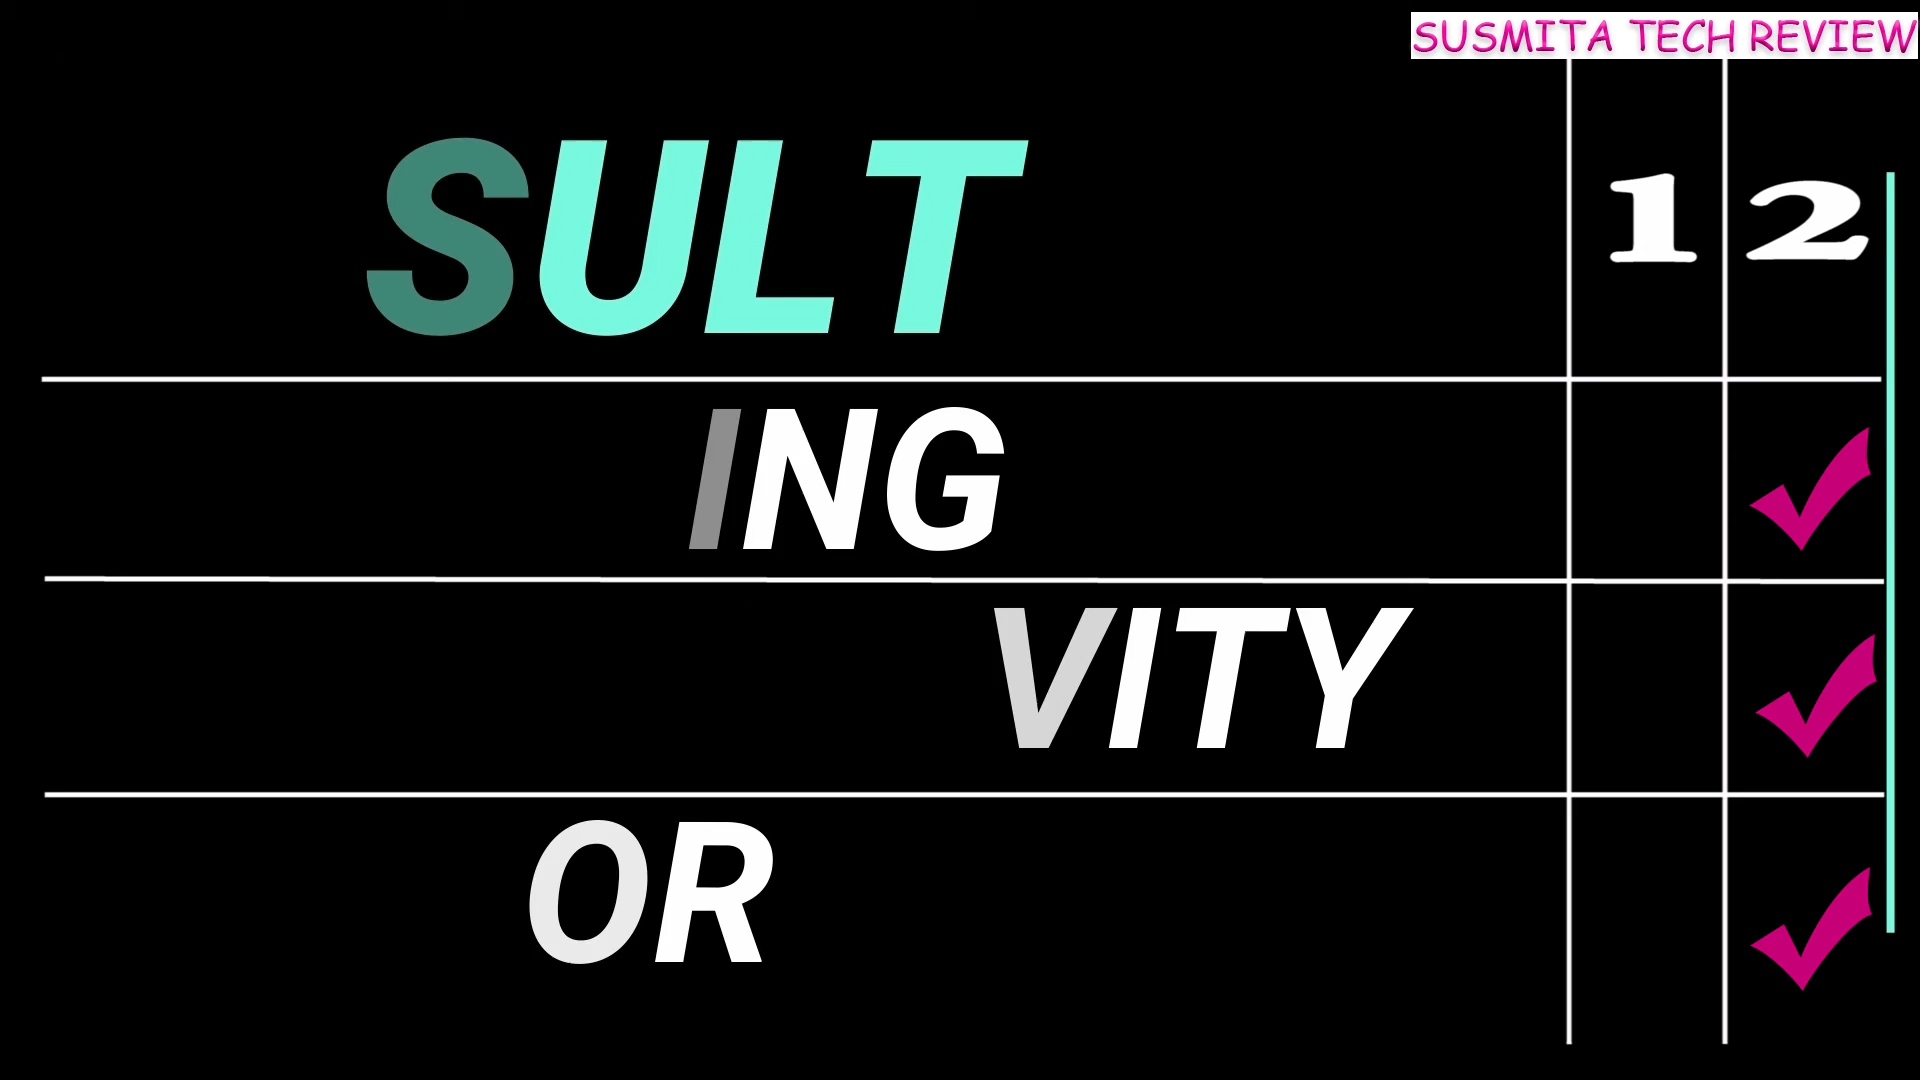 SUSMITA TECH REVIEW
SULT 1 2
ING ✓
VITY ✓
OR ✓